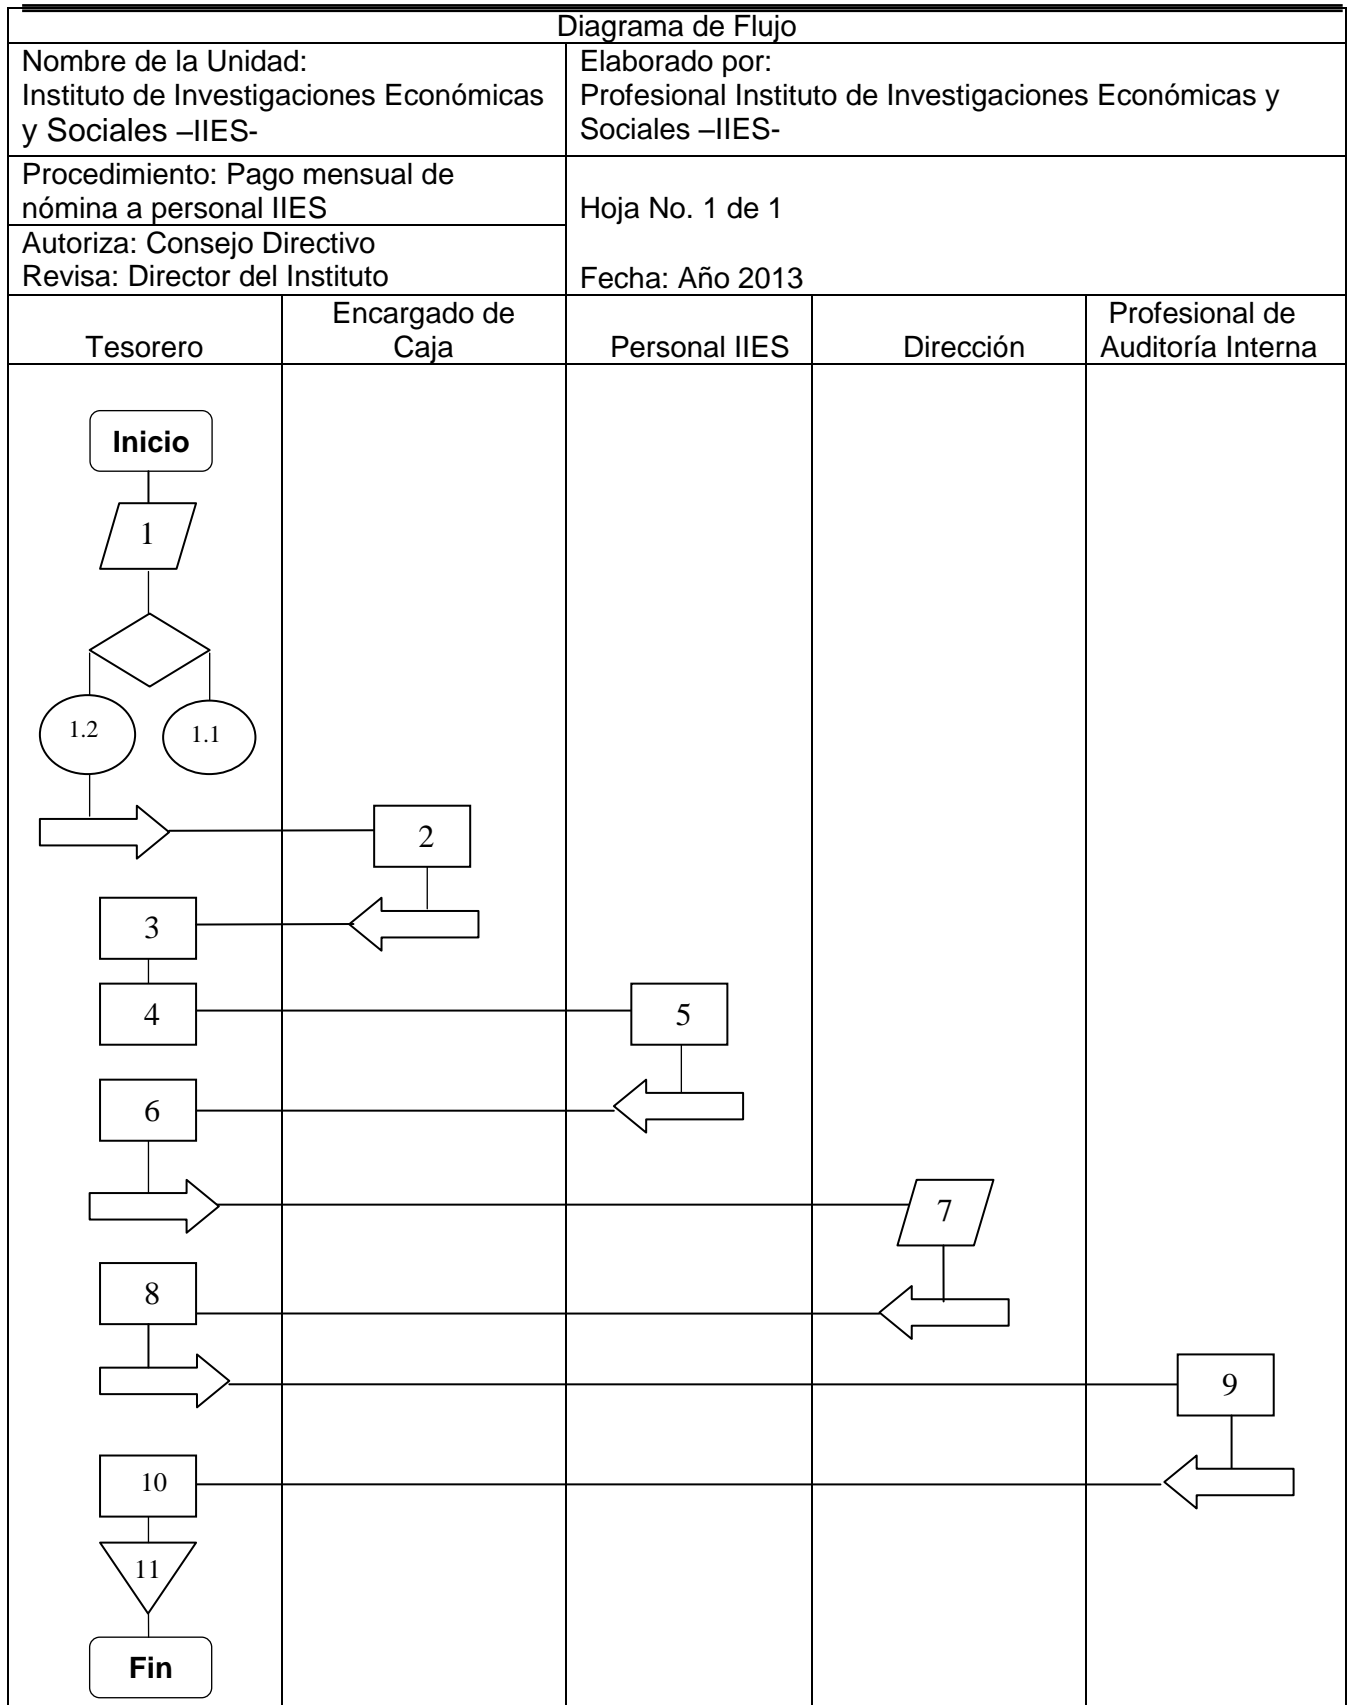 Diagrama de Flujo
Nombre de la Unidad:
Instituto de Investigaciones Económicas
y Sociales –IIES-
Elaborado por:
Profesional Instituto de Investigaciones Económicas y
Sociales –IIES-
Procedimiento: Pago mensual de
nómina a personal IIES
Autoriza: Consejo Directivo
Revisa: Director del Instituto
Hoja No. 1 de 1
Fecha: Año 2013
Tesorero
Encargado de
Caja
Personal IIES
Dirección
Profesional de
Auditoría Interna
Inicio
1
1.2
1.1
2
3
4
5
6
7
8
9
10
11
Fin